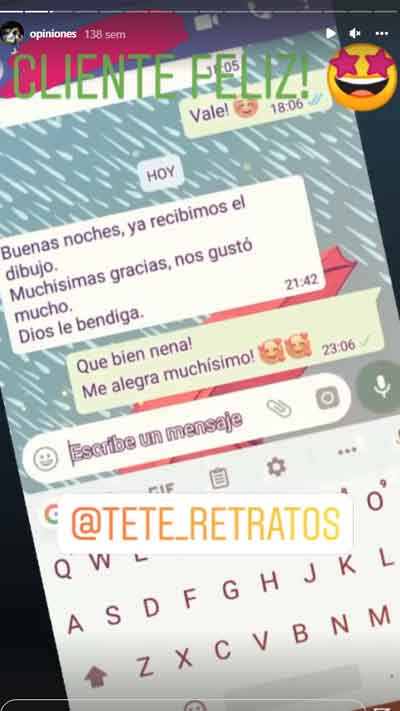 opiniones 138 sem
CLIENTE FELIZ!
Vale! 18:06
HOY
Buenas noches, ya recibimos el
dibujo.
Muchisimas gracias, nos gustó
mucho.
Dios le bendiga.
21:42
Que bien nena!
Me alegra muchísimo! 23:06
Escribe un mensaje
GIF
@TETE_RETRATOS
Q W E O
A S D F G H J K L
Z X C V B N M